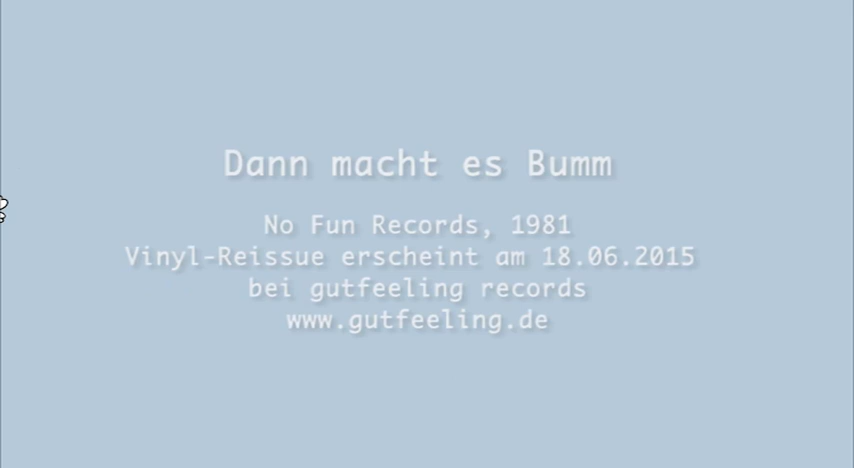 Dann macht es Bumm
No Fun Records, 1981
Vinyl-Reissue erscheint am 18.06.2015
bei gutfeeling records
www.gutfeeling.de